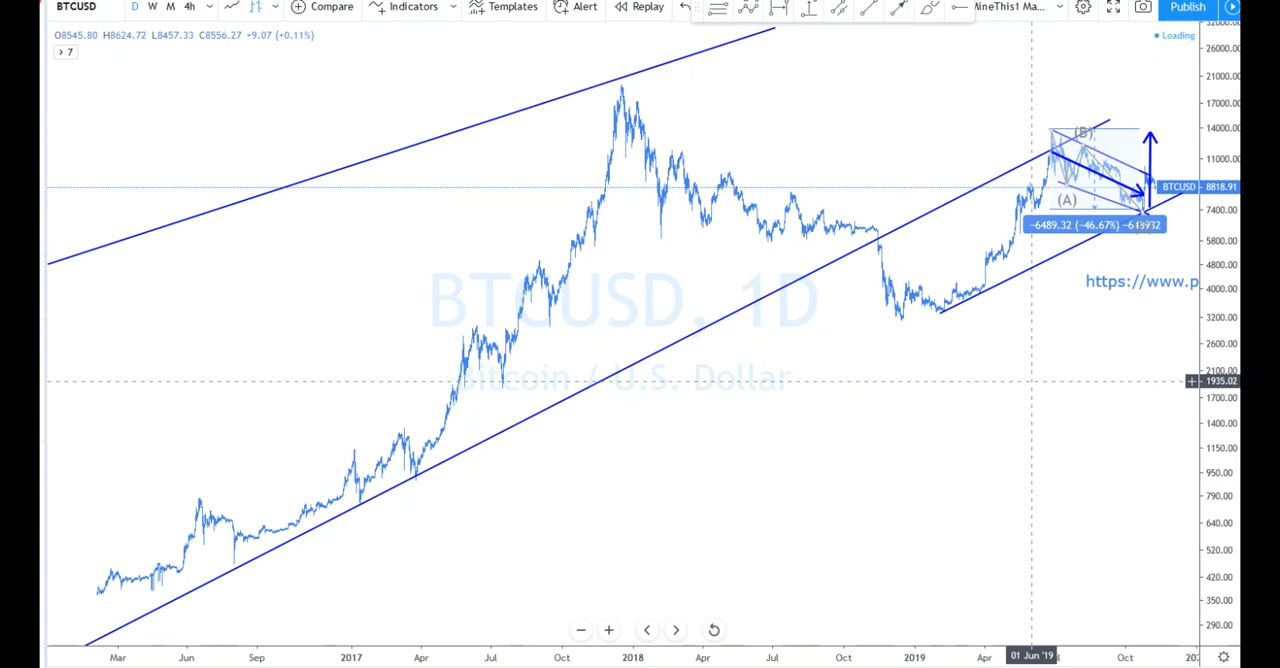 BTCUSD D W M 4h Compare Indicators Templates Alert Replay MineThis1 Ma... Publish
O8545.80 H8624.72 L8457.33 C8556.27 +9.07 (+0.11%)
Loading
7
26000.00
21000.00
17000.00
14000.00
(B)
11000.00
BTCUSD 8818.91
(A)
7400.00
−6489.32 (−46.67%)
5800.00
4800.00
https://www.p
4000.00
BTCUSD, 1D
3200.00
2600.00
Bitcoin / U.S. Dollar
2100.00
1935.02
1700.00
1400.00
1150.00
950.00
790.00
640.00
520.00
420.00
350.00
290.00
Mar Jun Sep 2017 Apr Jul Oct 2018 Apr Jul Oct 2019 Apr 01 Jun '19 Oct